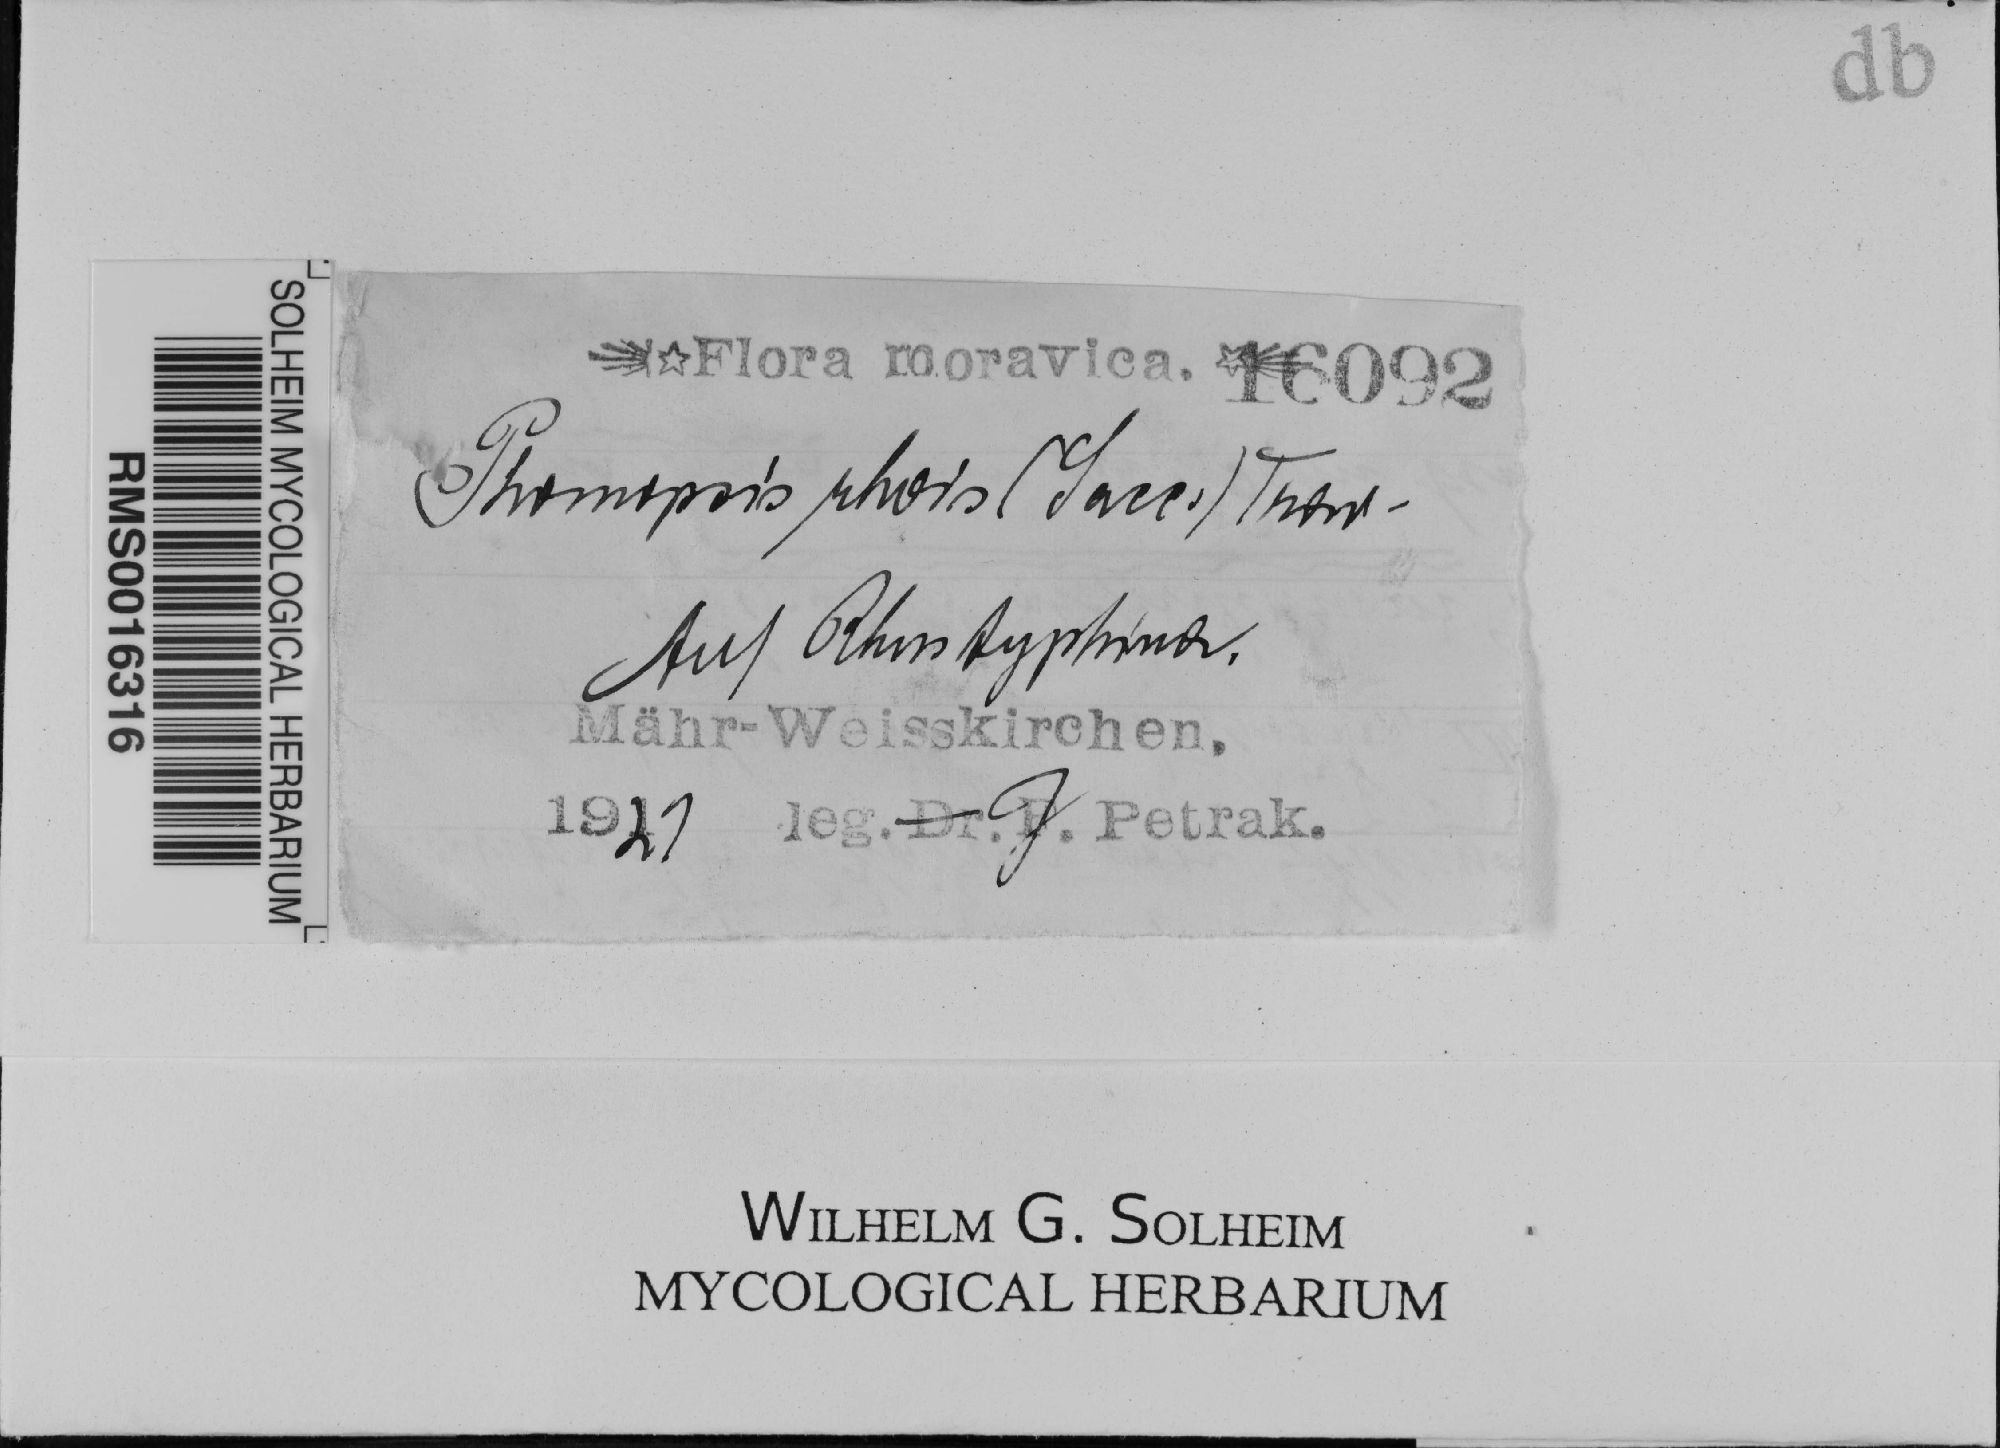 db
Flora moravica. 16092
Phomopsis rhois (Sacc.) Trav.
Auf Rhus typhina.
Mähr-Weisskirchen.
1921 leg. Dr. J. Petrak.
SOLHEIM MYCOLOGICAL HERBARIUM
RMS0016316
WILHELM G. SOLHEIM
MYCOLOGICAL HERBARIUM